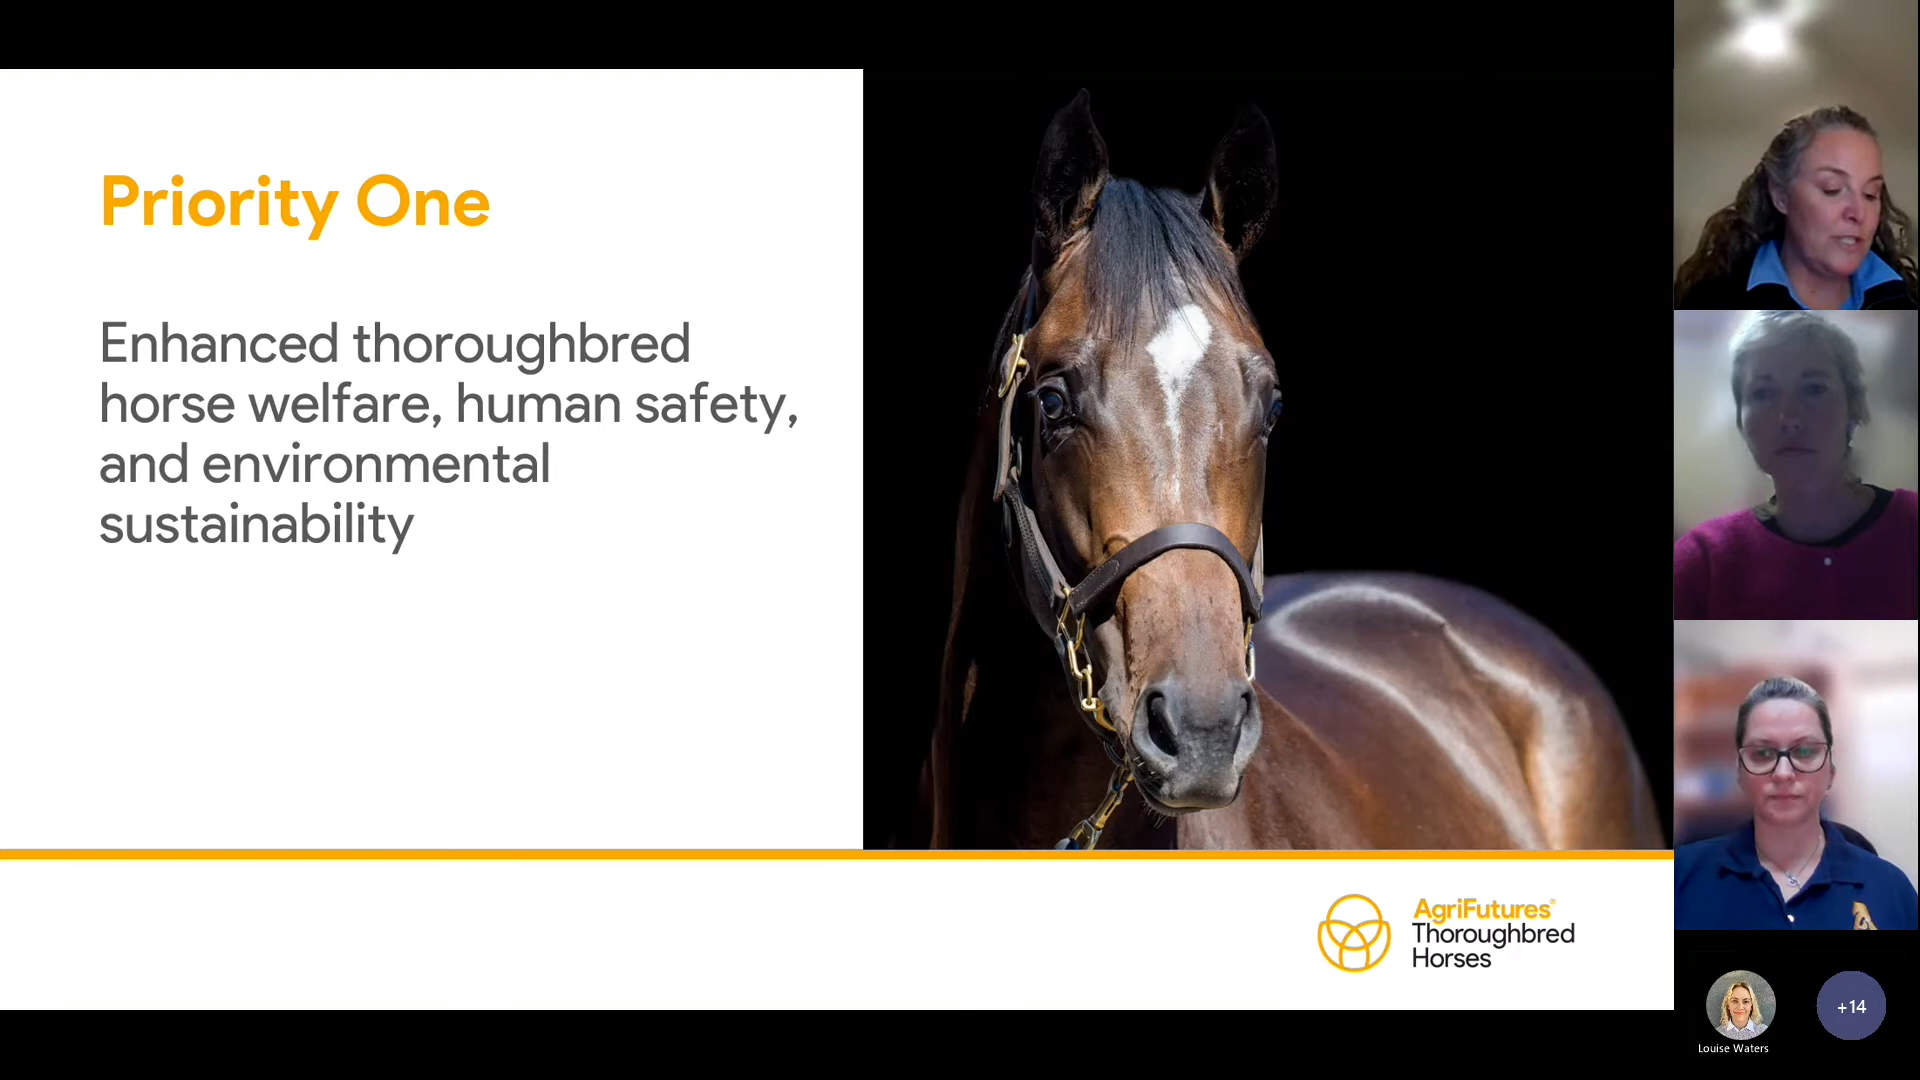 Priority One
Enhanced thoroughbred
horse welfare, human safety,
and environmental
sustainability
AgriFutures®
Thoroughbred
Horses
+14
Louise Waters